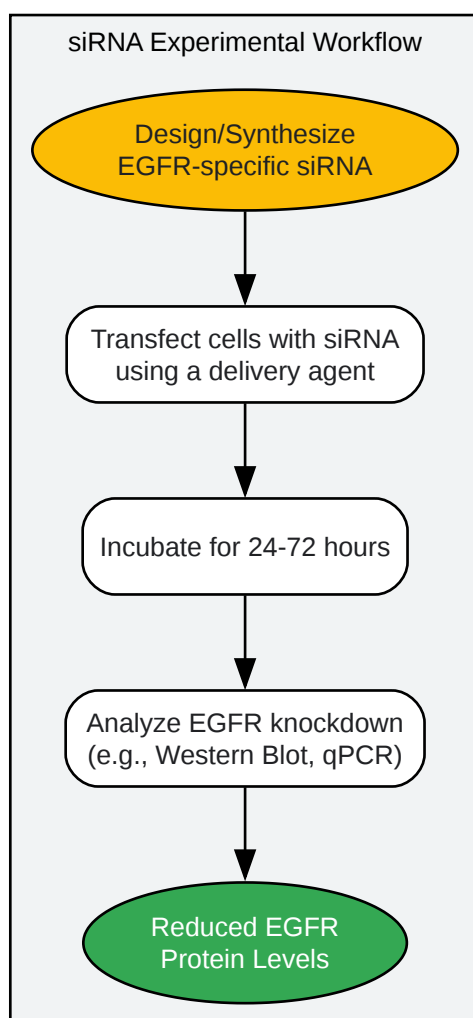 siRNA Experimental Workflow
Design/Synthesize
EGFR-specific siRNA
Transfect cells with siRNA
using a delivery agent
Incubate for 24-72 hours
Analyze EGFR knockdown
(e.g., Western Blot, qPCR)
Reduced EGFR
Protein Levels